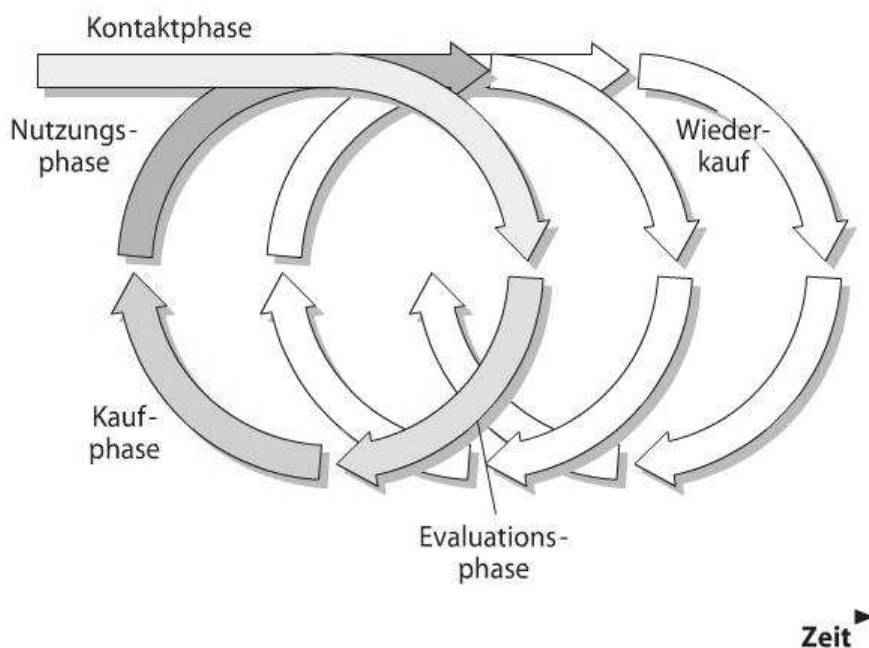 Kontaktphase
Nutzungs-
phase
Wieder-
kauf
Kauf-
phase
Evaluations-
phase
Zeit